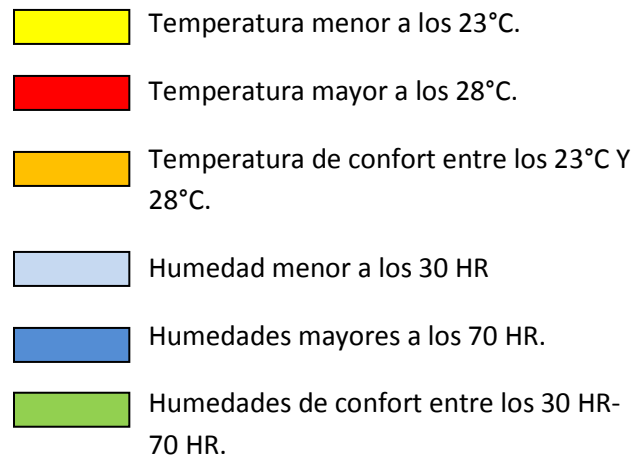 Temperatura menor a los 23°C.
Temperatura mayor a los 28°C.
Temperatura de confort entre los 23°C Y
28°C.
Humedad menor a los 30 HR
Humedades mayores a los 70 HR.
Humedades de confort entre los 30 HR-
70 HR.